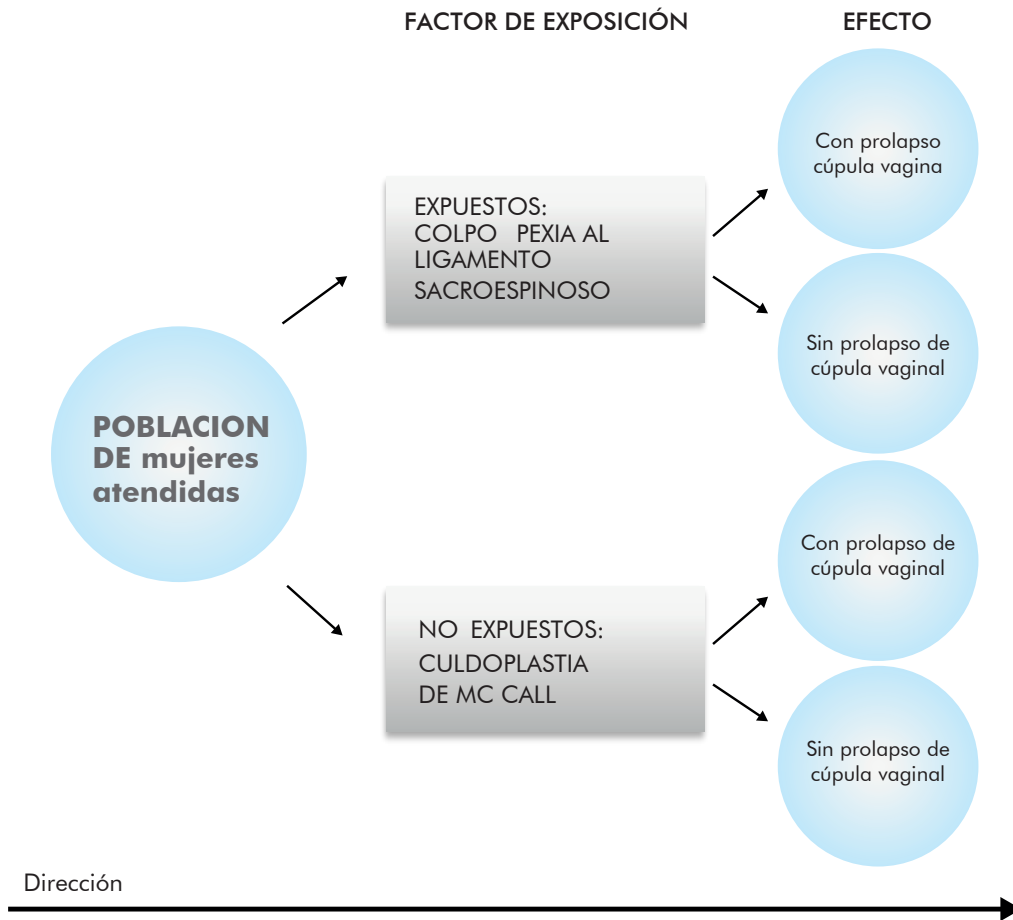 FACTOR DE EXPOSICIÓN
EFECTO
Con prolapso
cúpula vagina
EXPUESTOS:
COLPO PEXIA AL
LIGAMENTO
SACROESPINOSO
Sin prolapso de
cúpula vaginal
POBLACION
DE mujeres
atendidas
Con prolapso de
cúpula vaginal
NO EXPUESTOS:
CULDOPLASTIA
DE MC CALL
Sin prolapso de
cúpula vaginal
Dirección